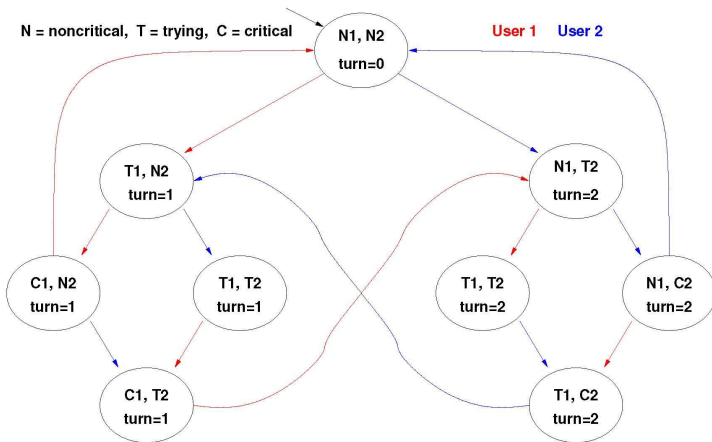 N = noncritical, T = trying, C = critical
User 1 User 2
N1, N2
turn=0
T1, N2
turn=1
N1, T2
turn=2
C1, N2
turn=1
T1, T2
turn=1
T1, T2
turn=2
N1, C2
turn=2
C1, T2
turn=1
T1, C2
turn=2